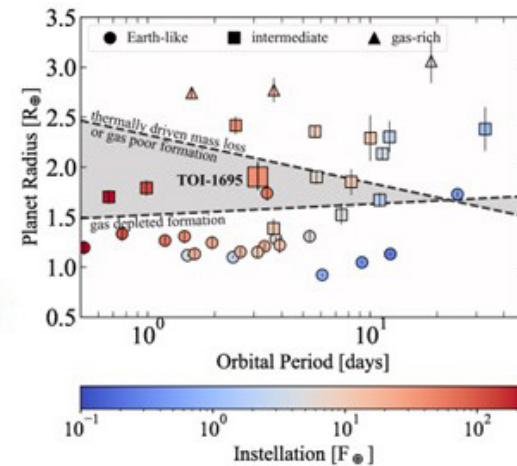 3.5
3.0
2.5
2.0
1.5
1.0
0.5
Planet Radius [R⊕]
Earth-like
intermediate
gas-rich
thermally driven mass loss
or gas poor formation
TOI-1695
gas depleted formation
10⁰
10¹
Orbital Period [days]
10⁻¹
10⁰
10¹
10²
Instellation [F⊕]